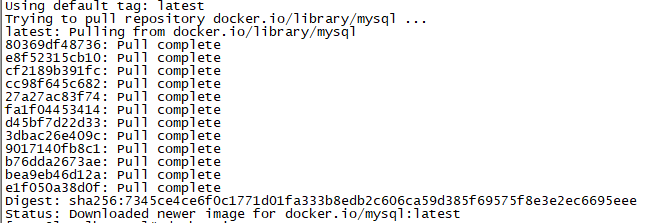 Using default tag: latest
Trying to pull repository docker.io/library/mysql ...
latest: Pulling from docker.io/library/mysql
80369df48736: Pull complete
e8f52315cb10: Pull complete
cf2189b391fc: Pull complete
cc98f645c682: Pull complete
27a27ac83f74: Pull complete
fa1f04453414: Pull complete
d45bf7d22d33: Pull complete
3dbac26e409c: Pull complete
9017140fb8c1: Pull complete
b76dda2673ae: Pull complete
bea9eb46d12a: Pull complete
e1f050a38d0f: Pull complete
Digest: sha256:7345ce4ce6f0c1771d01fa333b8edb2c606ca59d385f69575f8e3e2ec6695eee
Status: Downloaded newer image for docker.io/mysql:latest